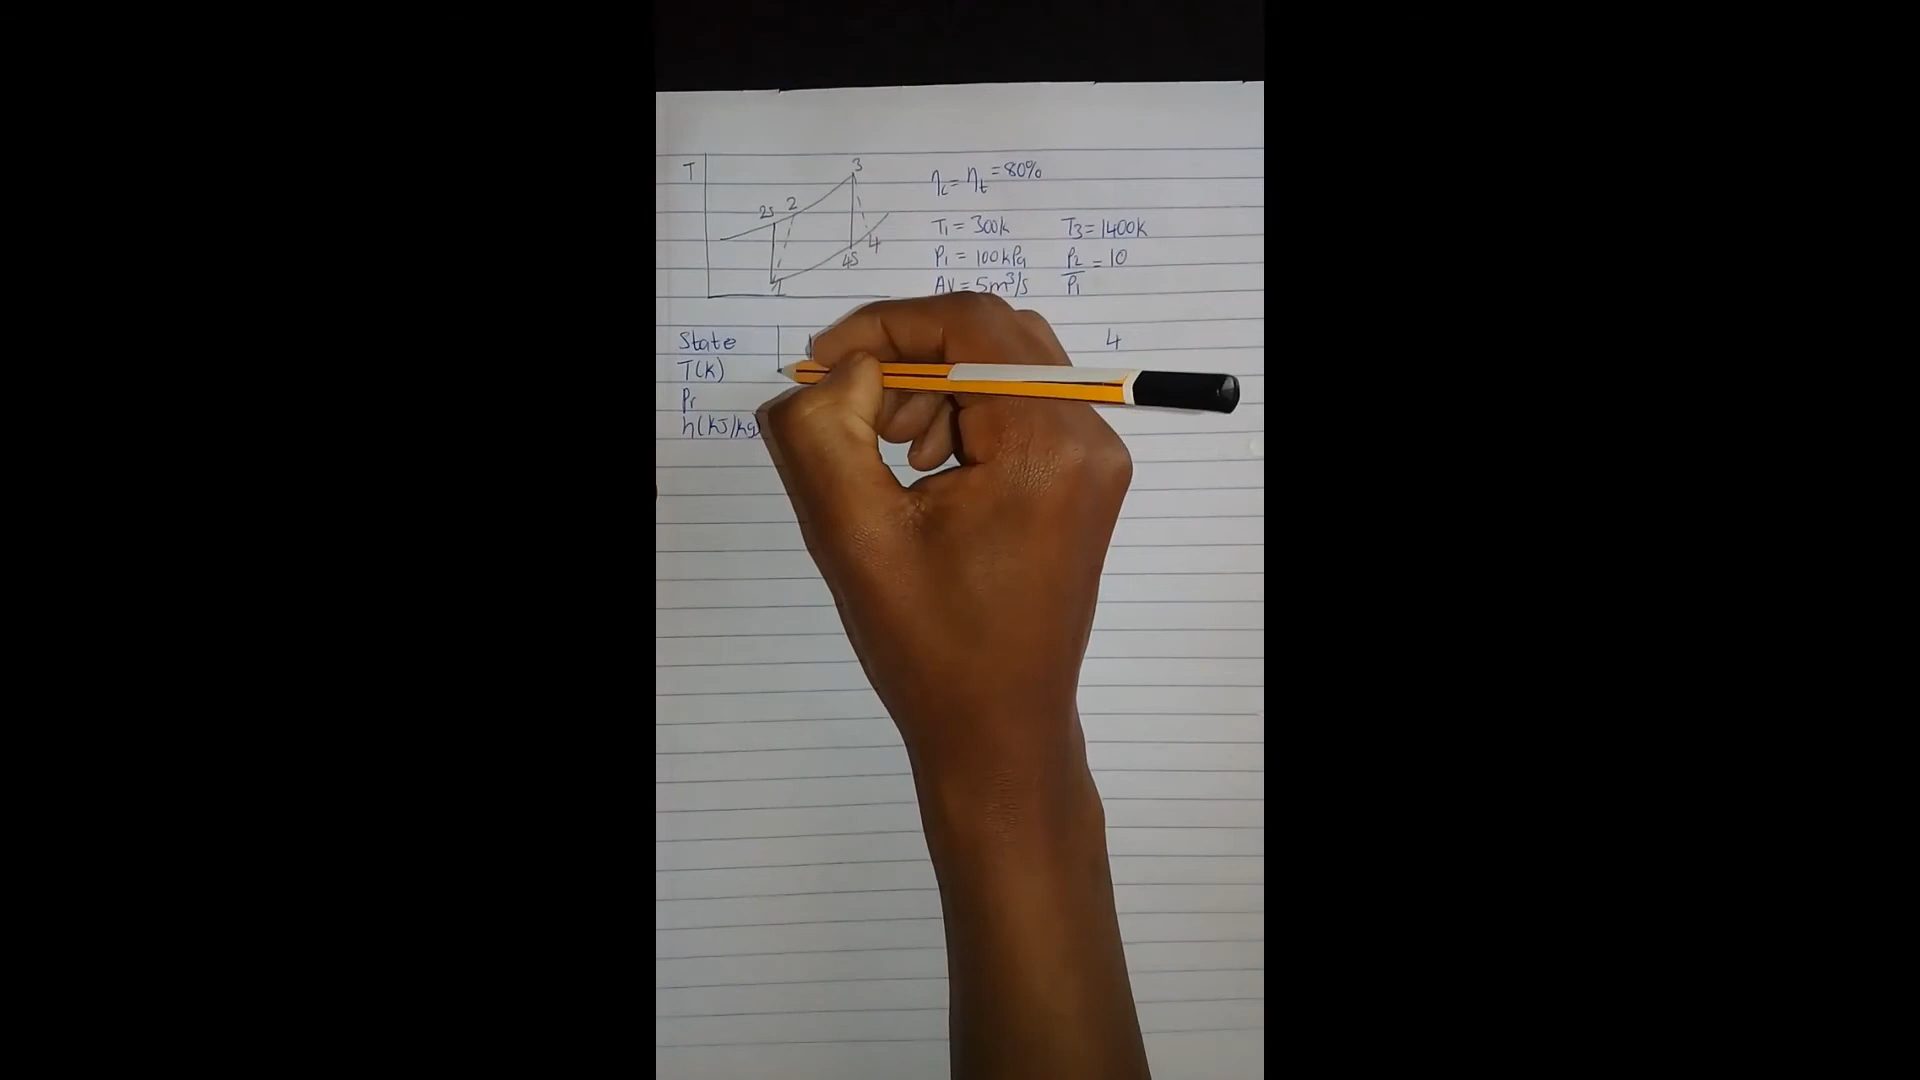 T
3
2s 2
4
4s
1
ηc = ηt = 80%
T1 = 300k T3 = 1400k
P1 = 100kPa P2/P1 = 10
AV = 5m³/s
State 4
T(k)
Pr
h(kJ/kg)